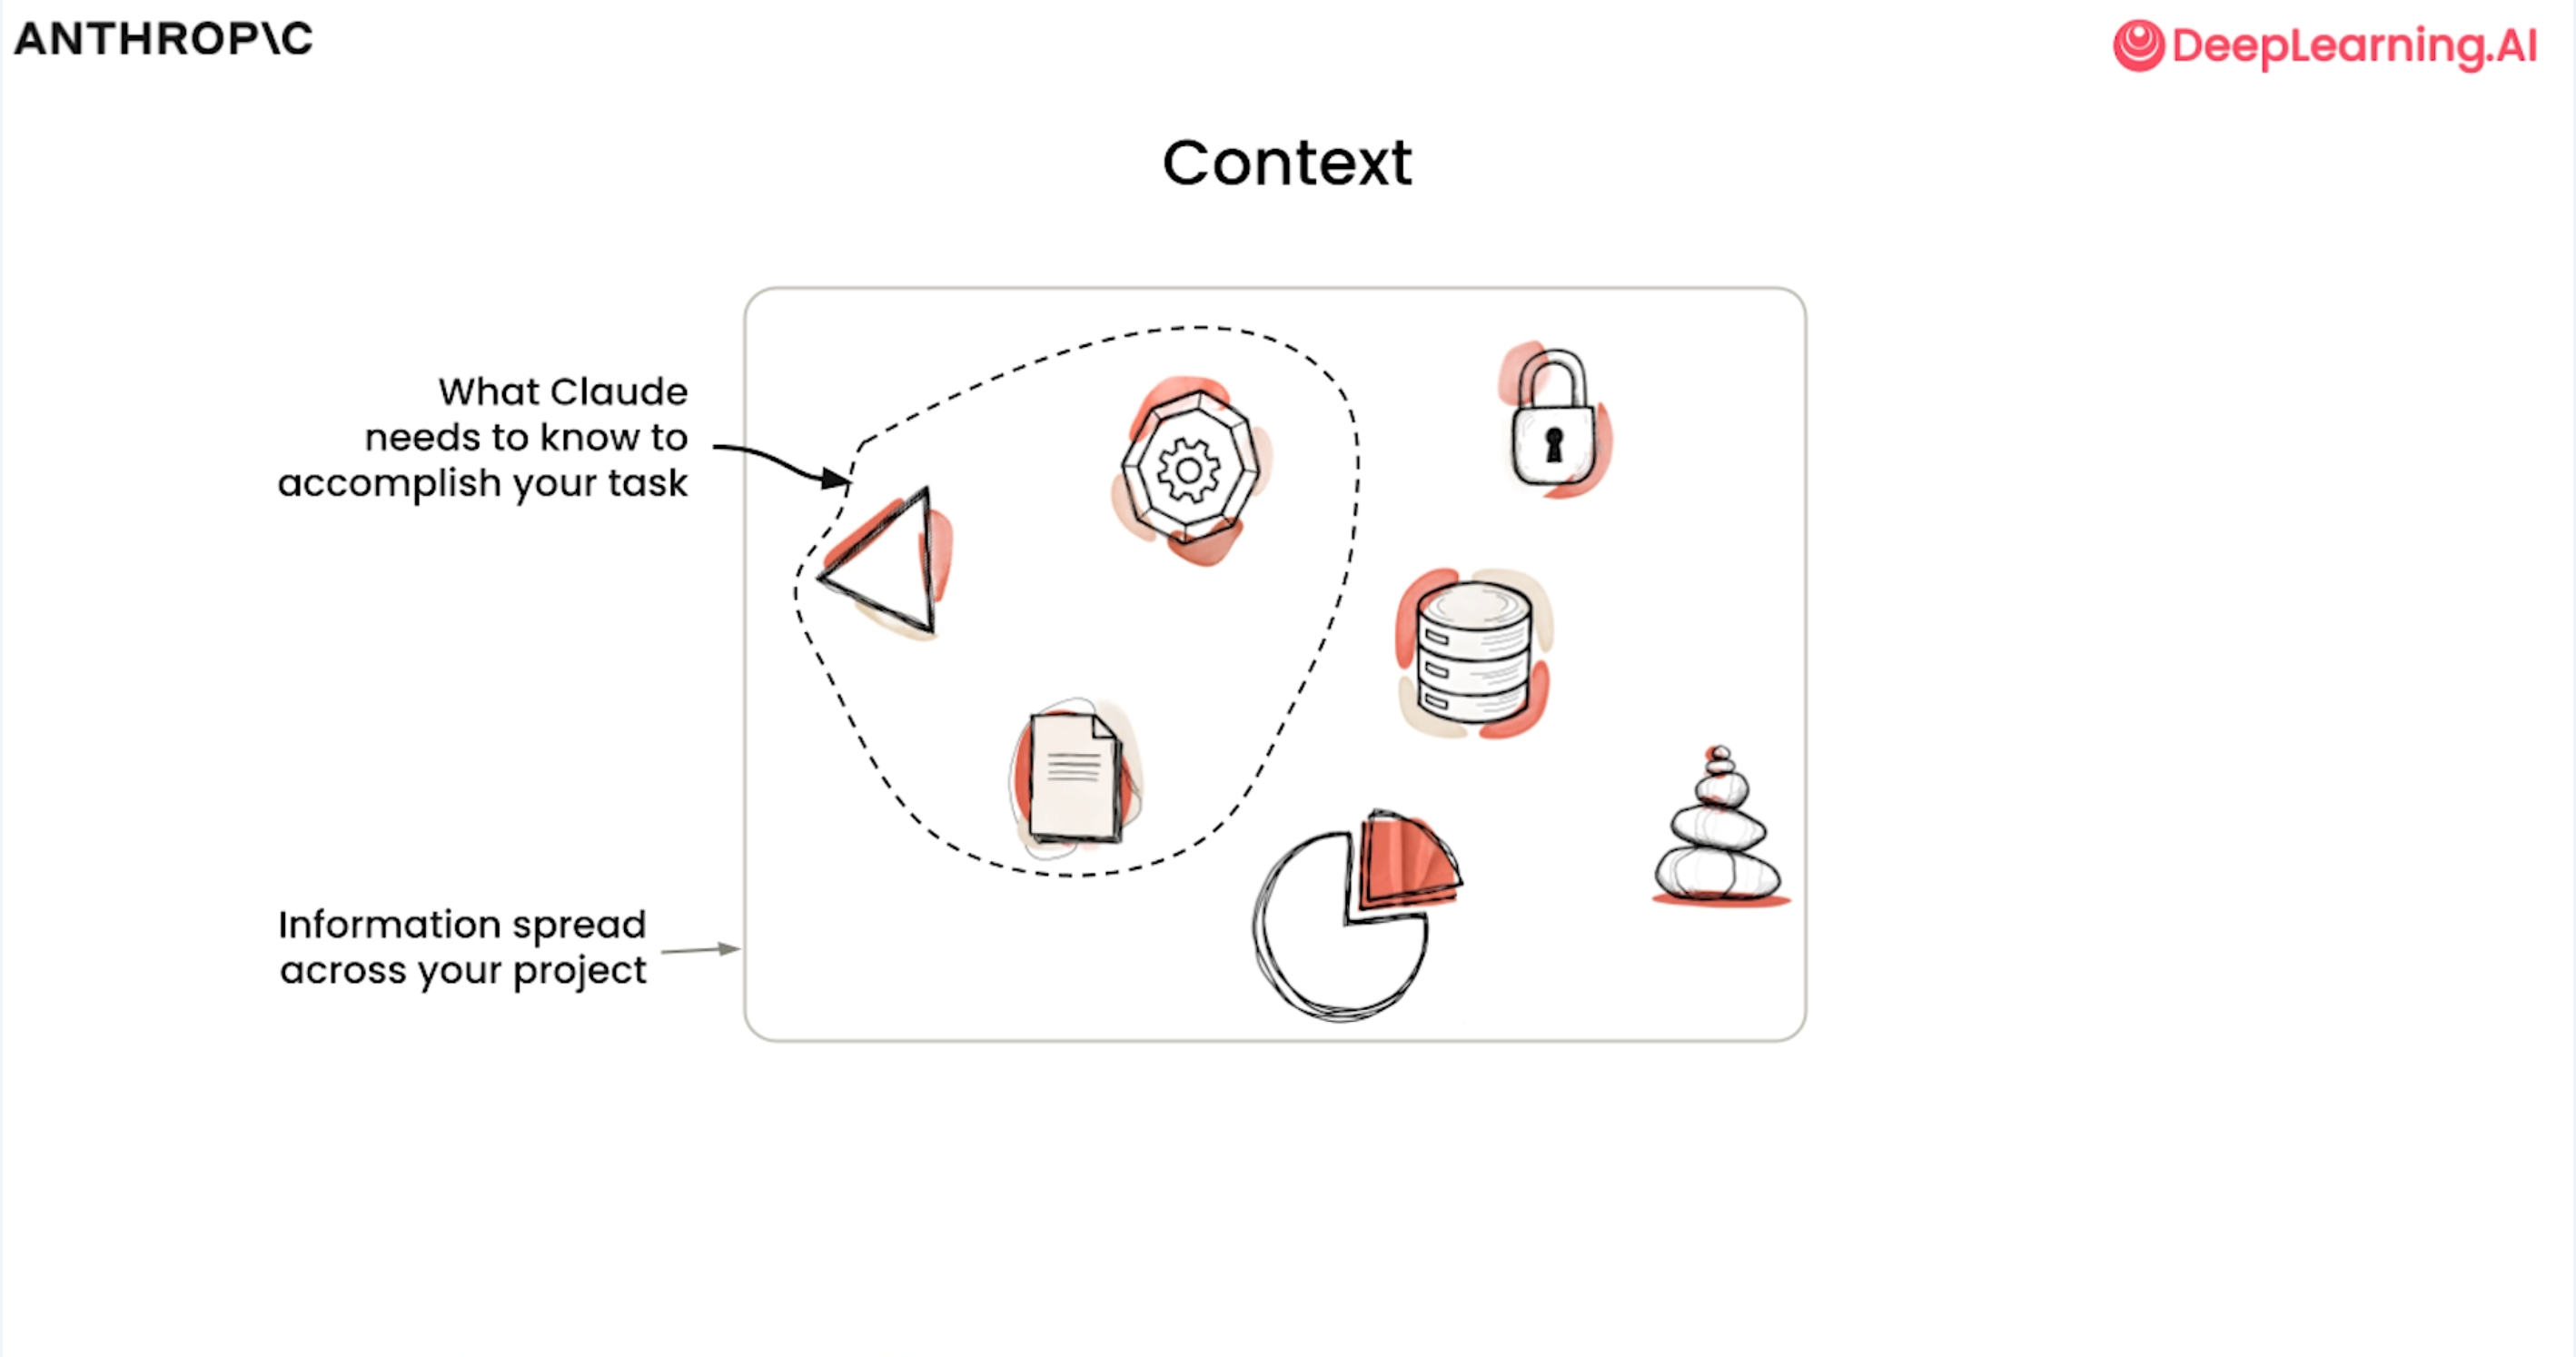 ANTHROP\C
DeepLearning.AI
Context
What Claude
needs to know to
accomplish your task
Information spread
across your project